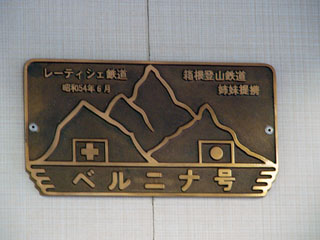 レーティシェ鉄道
昭和54年6月
箱根登山鉄道
姉妹提携
ベルニナ号